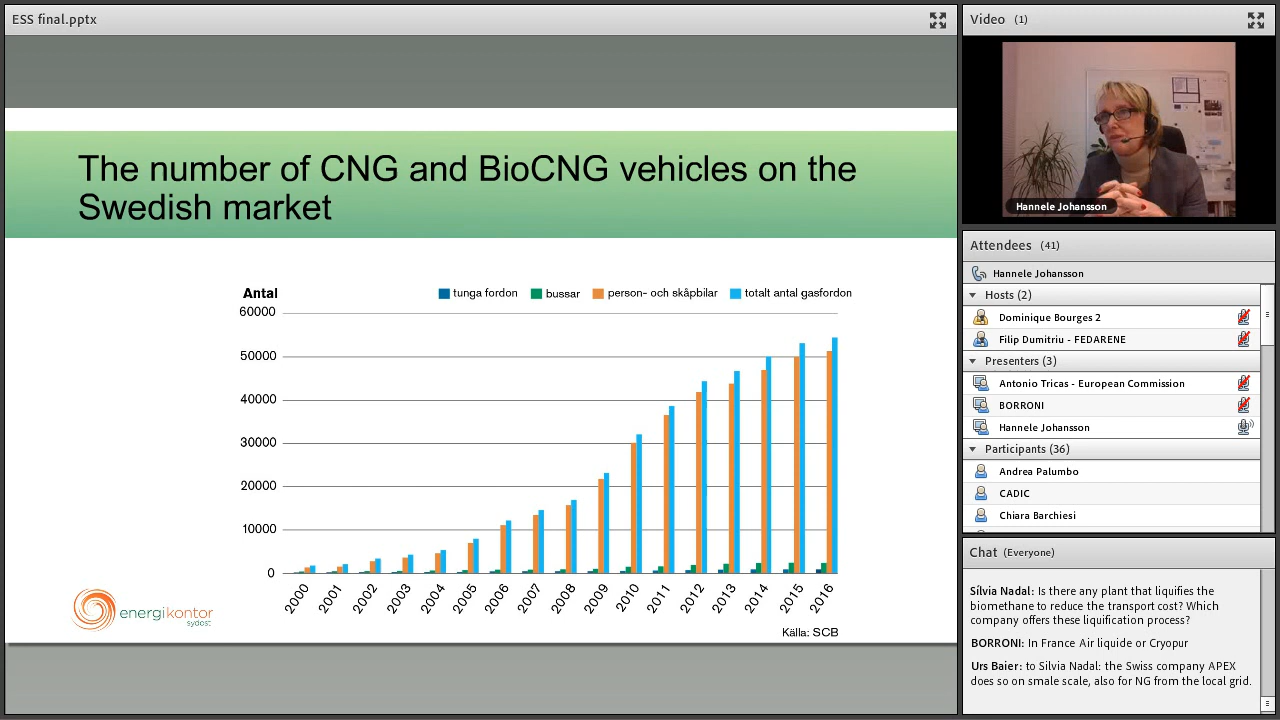 ESS final.pptx
The number of CNG and BioCNG vehicles on the
Swedish market
Antal
tunga fordon bussar person- och skåpbilar totalt antal gasfordon
60000
50000
40000
30000
20000
10000
0
2000 2001 2002 2003 2004 2005 2006 2007 2008 2009 2010 2011 2012 2013 2014 2015 2016
Källa: SCB
energikontor
sydost
Video (1)
Hannele Johansson
Attendees (41)
Hannele Johansson
Hosts (2)
Dominique Bourges 2
Filip Dumitriu - FEDARENE
Presenters (3)
Antonio Tricas - European Commission
BORRONI
Hannele Johansson
Participants (36)
Andrea Palumbo
CADIC
Chiara Barchiesi
Chat (Everyone)
Sílvia Nadal: Is there any plant that liquifies the
biomethane to reduce the transport cost? Which
company offers these liquification process?
BORRONI: In France Air liquide or Cryopur
Urs Baier: to Silvia Nadal: the Swiss company APEX
does so on smale scale, also for NG from the local grid.